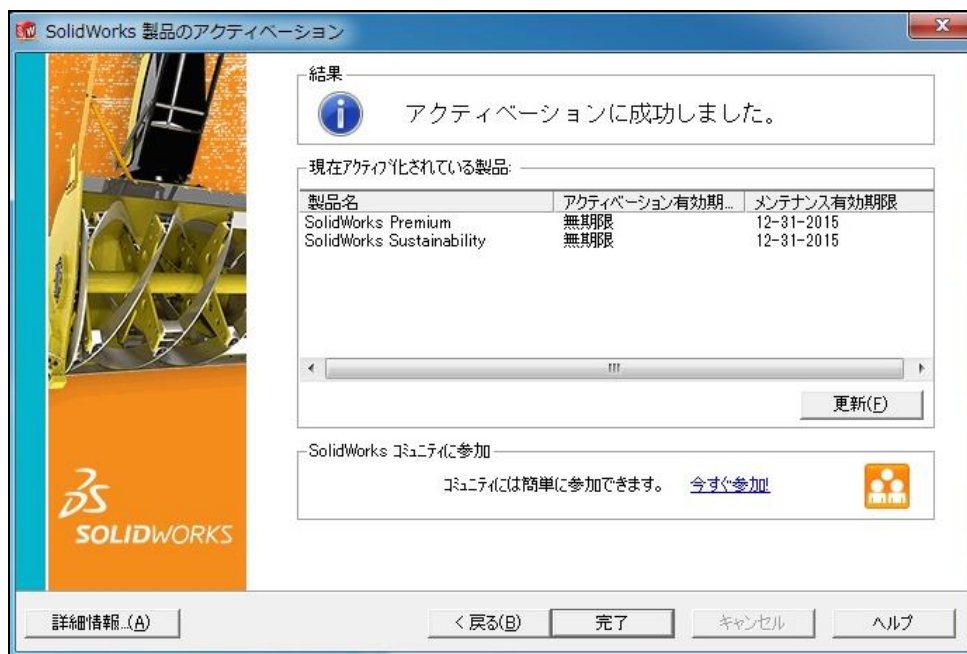 SolidWorks 製品のアクティベーション
結果
アクティベーションに成功しました。
現在アクティブ化されている製品:
製品名 アクティベーション有効期... メンテナンス有効期限
SolidWorks Premium 無期限 12-31-2015
SolidWorks Sustainability 無期限 12-31-2015
更新(F)
SolidWorks コミュニティに参加
コミュニティには簡単に参加できます。 今すぐ参加!
DS
SOLIDWORKS
詳細情報...(A) < 戻る(B) 完了 キャンセル ヘルプ